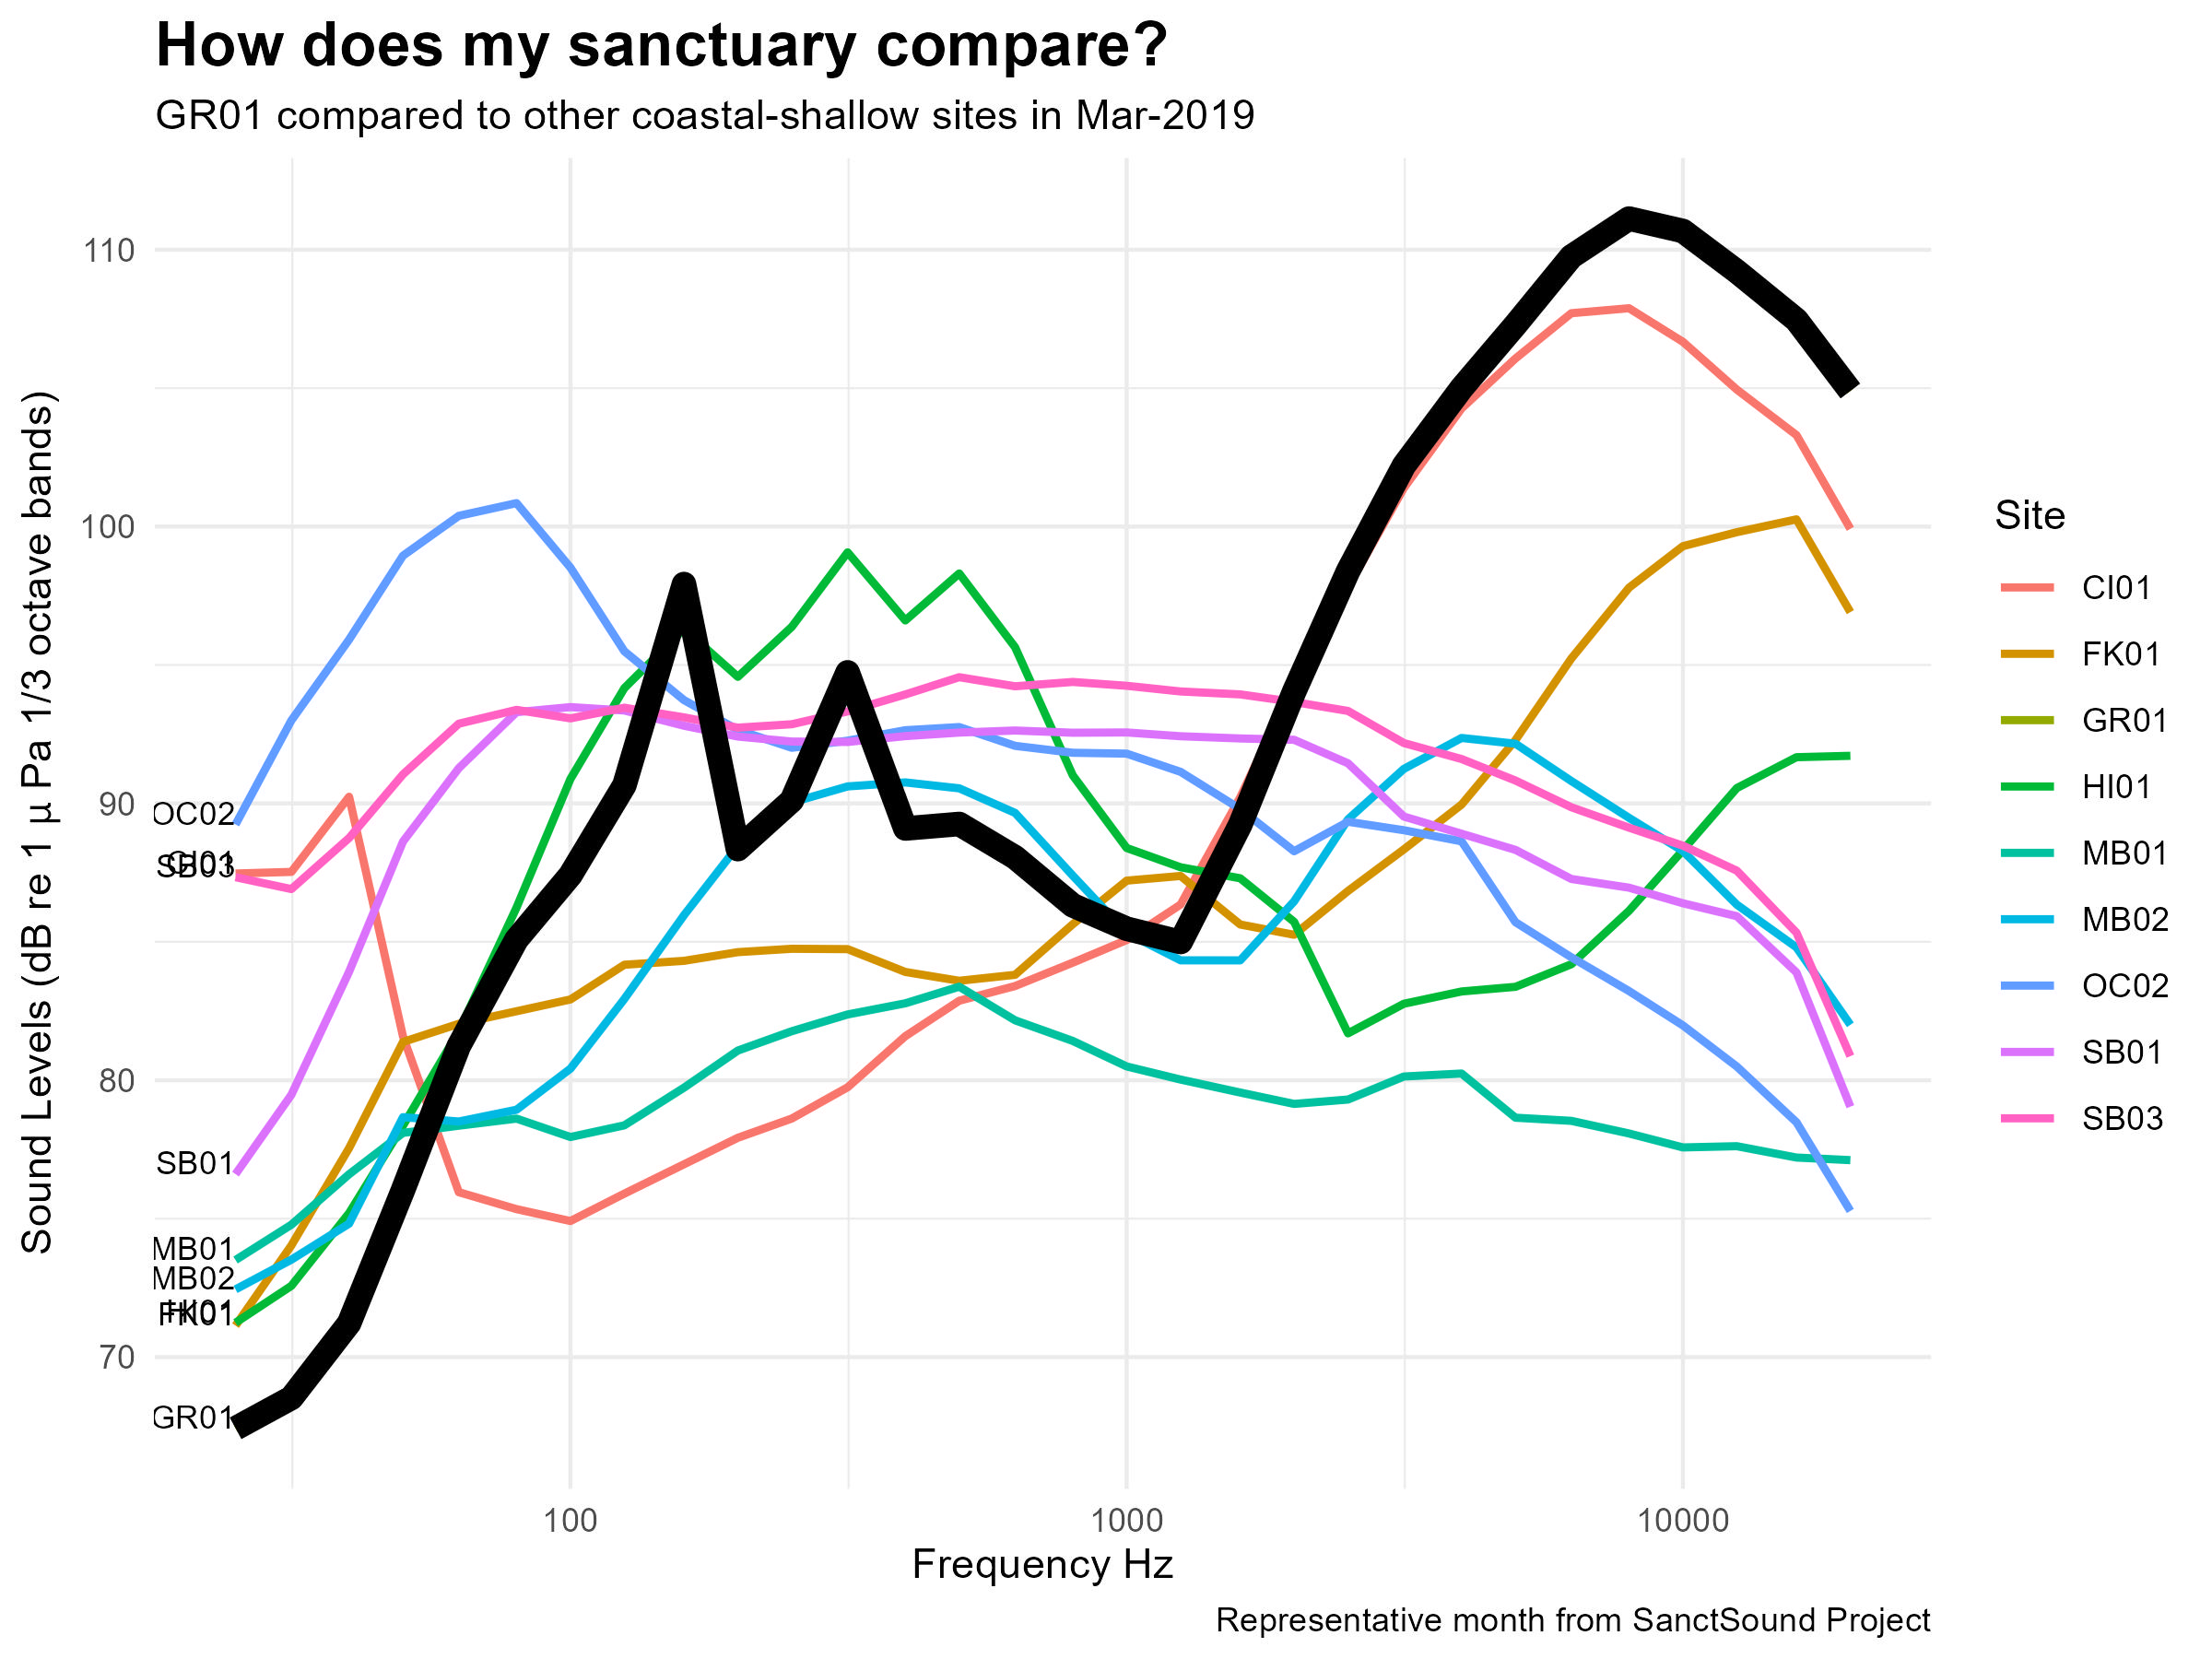 How does my sanctuary compare?
GR01 compared to other coastal-shallow sites in Mar-2019
Sound Levels (dB re 1 µ Pa 1/3 octave bands)
110
100
90
80
70
OC02
CI01
SB03
SB01
MB01
MB02
HI01
FK01
GR01
100
1000
10000
Frequency Hz
Representative month from SanctSound Project
Site
CI01
FK01
GR01
HI01
MB01
MB02
OC02
SB01
SB03